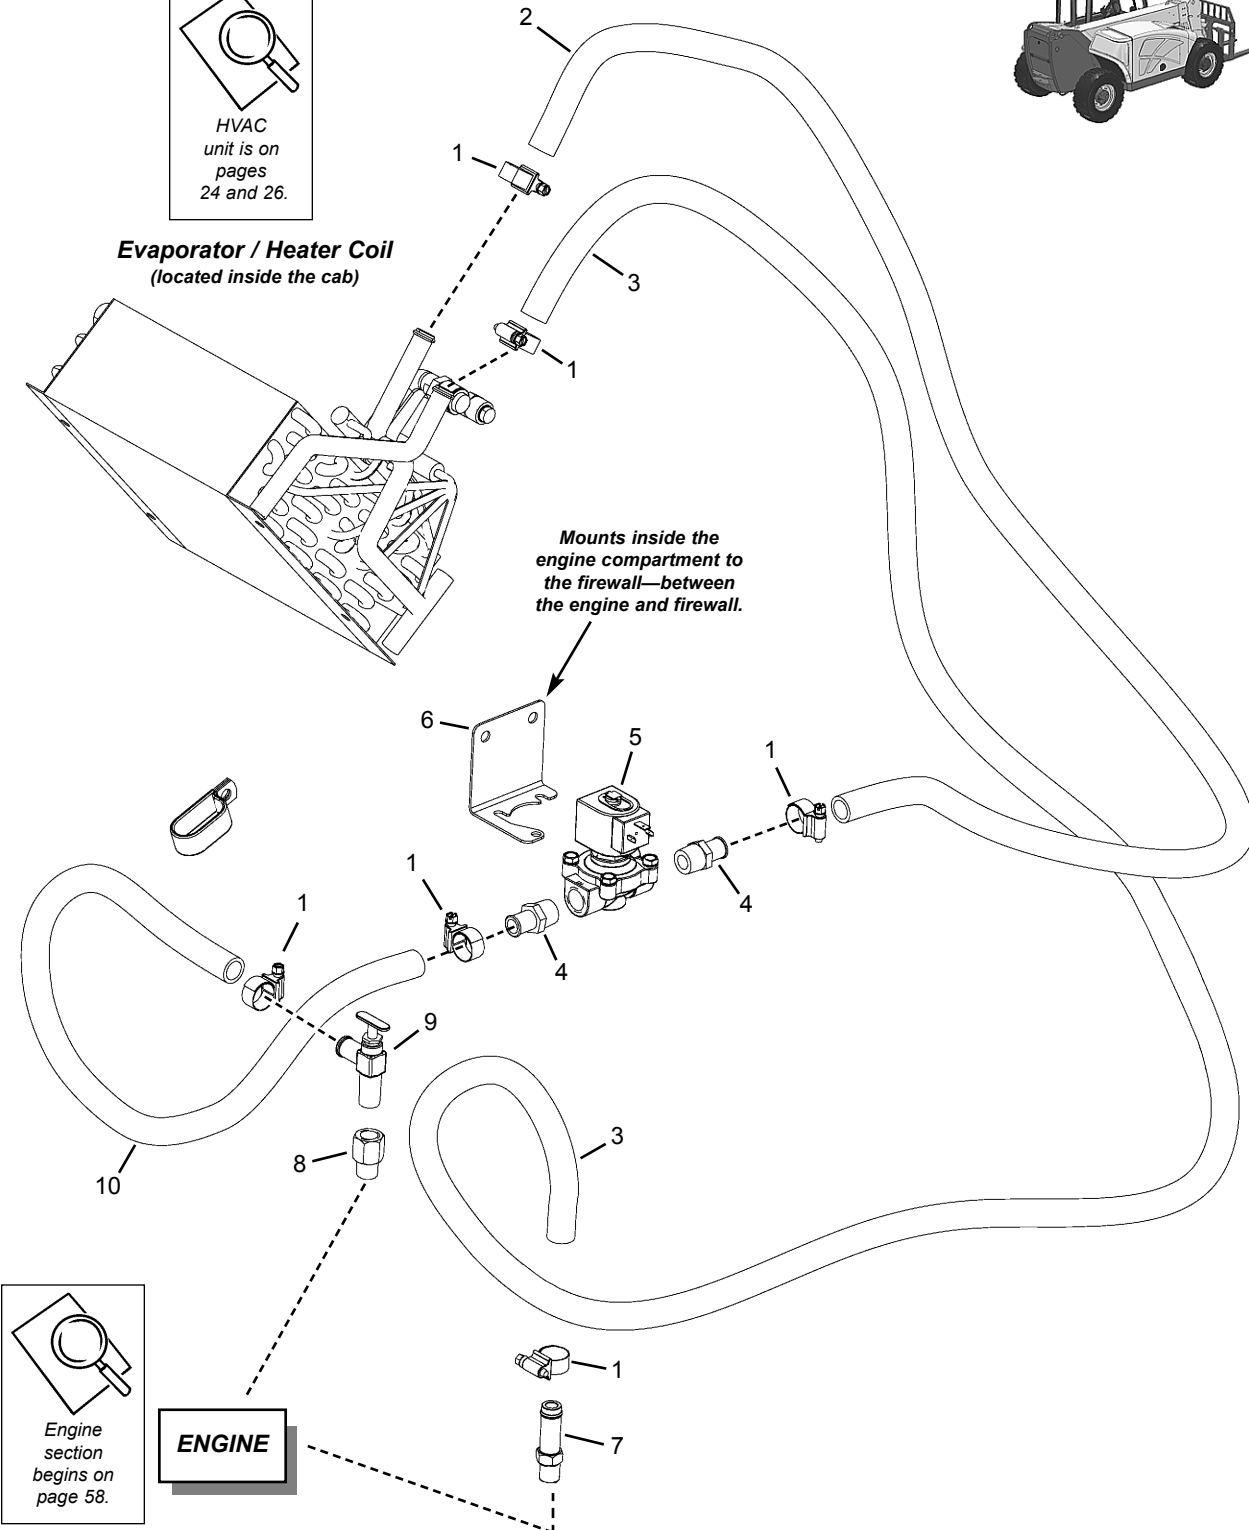 2
HVAC
unit is on
pages
24 and 26.
1
Evaporator / Heater Coil
(located inside the cab)
3
1
Mounts inside the
engine compartment to
the firewall—between
the engine and firewall.
6
5
1
1
4
1
4
9
3
8
10
1
7
Engine
section
begins on
page 58.
ENGINE